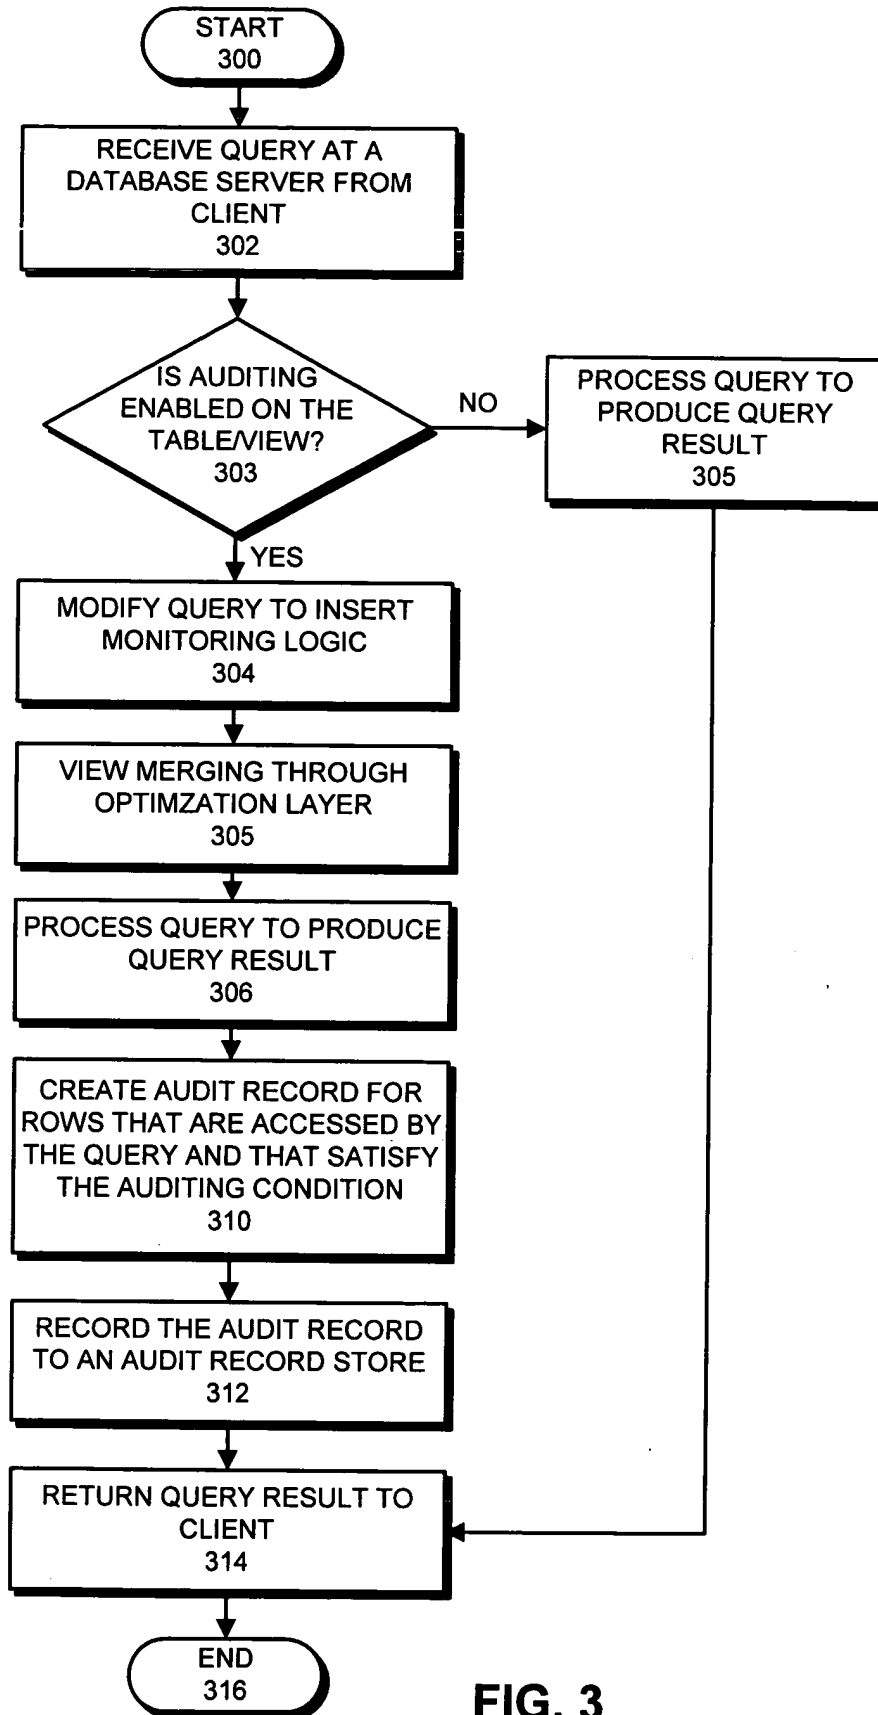 START
300
RECEIVE QUERY AT A
DATABASE SERVER FROM
CLIENT
302
IS AUDITING
ENABLED ON THE
TABLE/VIEW?
303
NO
PROCESS QUERY TO
PRODUCE QUERY
RESULT
305
YES
MODIFY QUERY TO INSERT
MONITORING LOGIC
304
VIEW MERGING THROUGH
OPTIMZATION LAYER
305
PROCESS QUERY TO PRODUCE
QUERY RESULT
306
CREATE AUDIT RECORD FOR
ROWS THAT ARE ACCESSED BY
THE QUERY AND THAT SATISFY
THE AUDITING CONDITION
310
RECORD THE AUDIT RECORD
TO AN AUDIT RECORD STORE
312
RETURN QUERY RESULT TO
CLIENT
314
END
316
FIG. 3